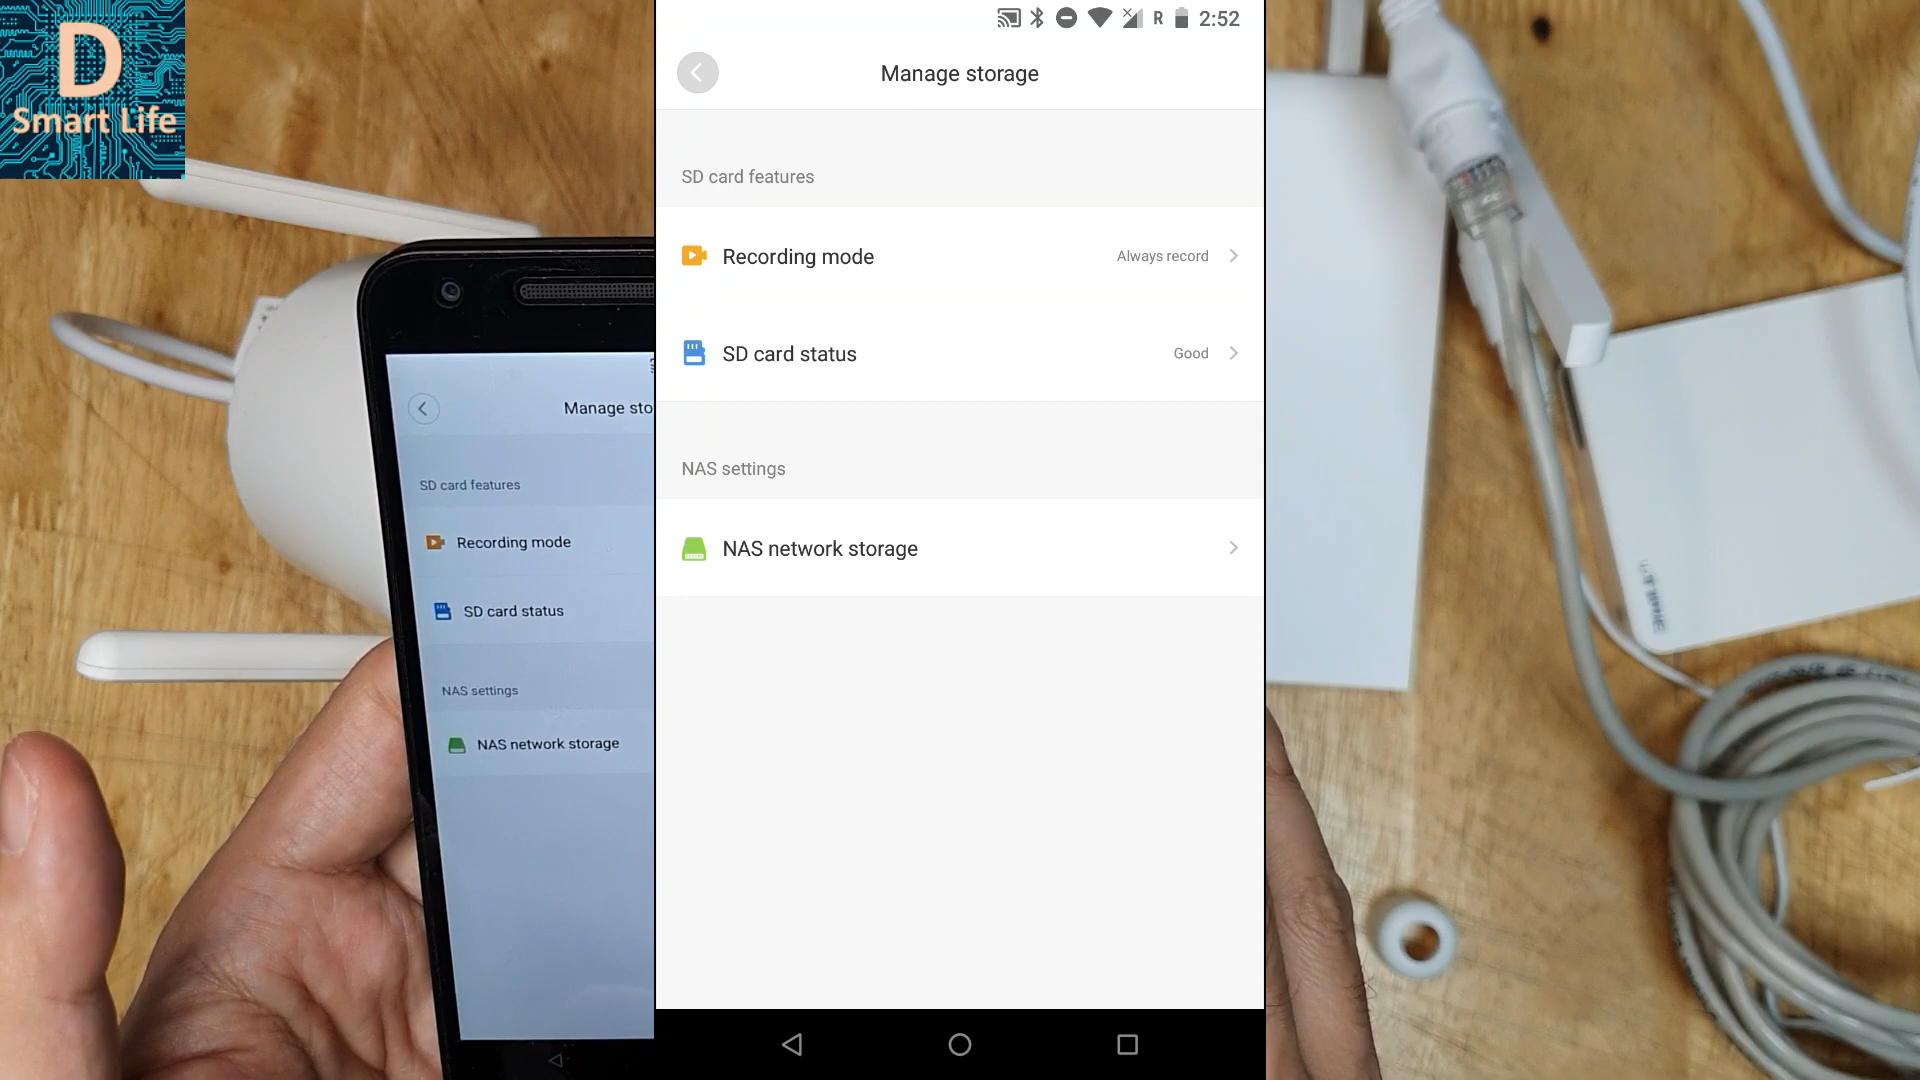 D
Smart Life
2:52
R
Manage storage
SD card features
Recording mode
Always record
SD card status
Good
NAS settings
NAS network storage
Manage sto
SD card features
Recording mode
SD card status
NAS settings
NAS network storage